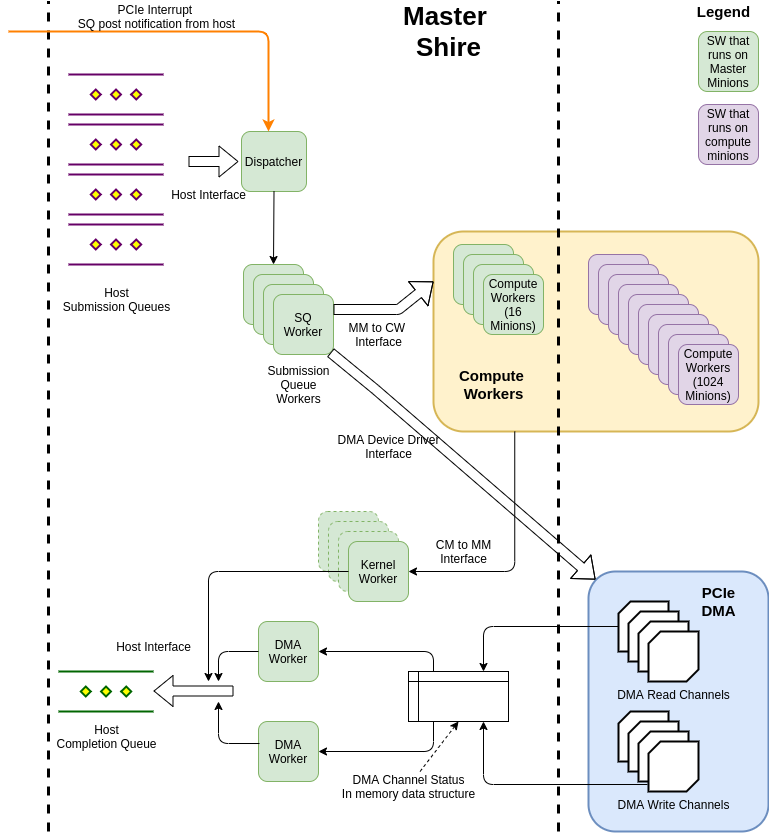 PCIe Interrupt
SQ post notification from host
Master
Shire
Legend
SW that
runs on
Master
Minions
SW that
runs on
compute
minions
Dispatcher
Host Interface
Host
Submission Queues
SQ
Worker
Submission
Queue
Workers
MM to CW
Interface
Compute
Workers
(16
Minions)
Compute
Workers
(1024
Minions)
Compute
Workers
DMA Device Driver
Interface
Kernel
Worker
CM to MM
Interface
PCIe
DMA
DMA Read Channels
DMA Write Channels
Host Interface
DMA
Worker
DMA
Worker
Host
Completion Queue
DMA Channel Status
In memory data structure